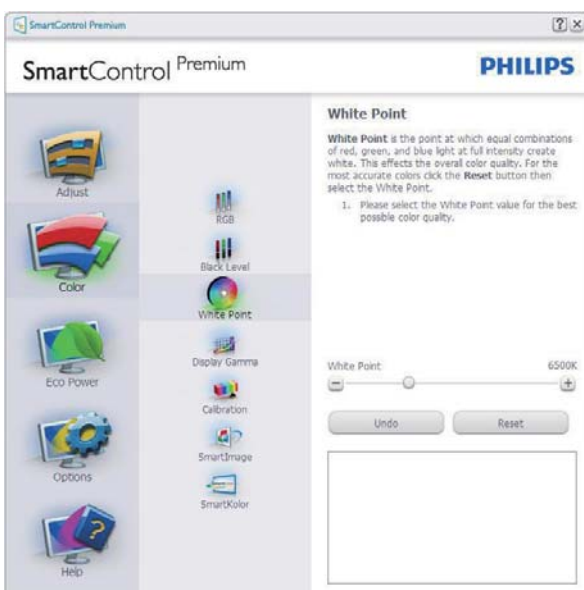 SmartControl Premium
SmartControl Premium
PHILIPS
Adjust
Color
Eco Power
Options
Help
RGB
Black Level
White Point
Display Gamma
Calibration
SmartImage
SmartKolor
White Point
White Point is the point at which equal combinations
of red, green, and blue light at full intensity create
white. This effects the overall color quality. For the
most accurate colors click the Reset button then
select the White Point.
1. Please select the White Point value for the best
possible color quality.
White Point 6500K
Undo Reset